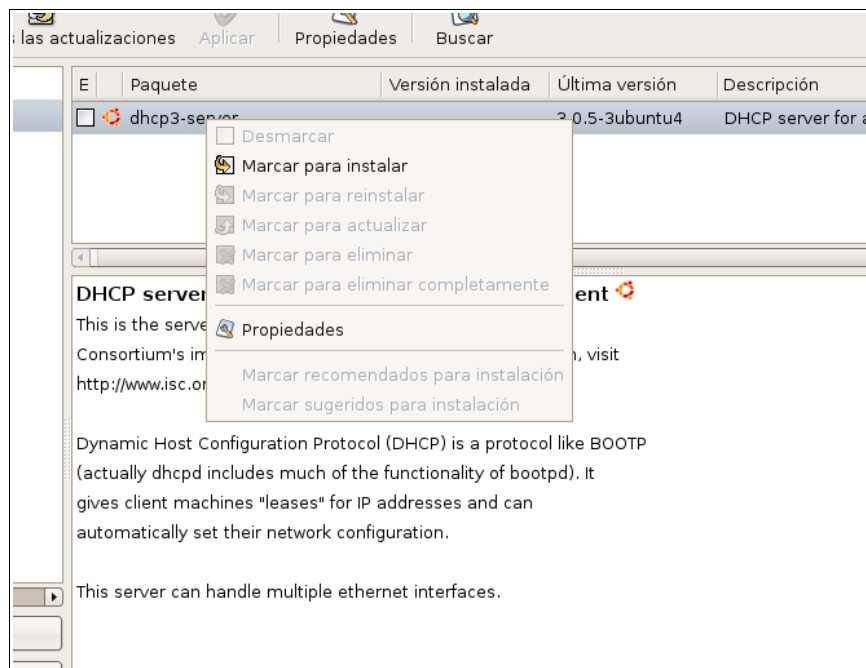 las actualizaciones Aplicar Propiedades Buscar
E Paquete Versión instalada Última versión Descripción
dhcp3-server 3.0.5-3ubuntu4 DHCP server for a
Desmarcar
Marcar para instalar
Marcar para reinstalar
Marcar para actualizar
Marcar para eliminar
Marcar para eliminar completamente
Propiedades
Marcar recomendados para instalación
Marcar sugeridos para instalación
DHCP server ent
This is the serve
Consortium's im n, visit
http://www.isc.or
Dynamic Host Configuration Protocol (DHCP) is a protocol like BOOTP
(actually dhcpd includes much of the functionality of bootpd). It
gives client machines "leases" for IP addresses and can
automatically set their network configuration.
This server can handle multiple ethernet interfaces.